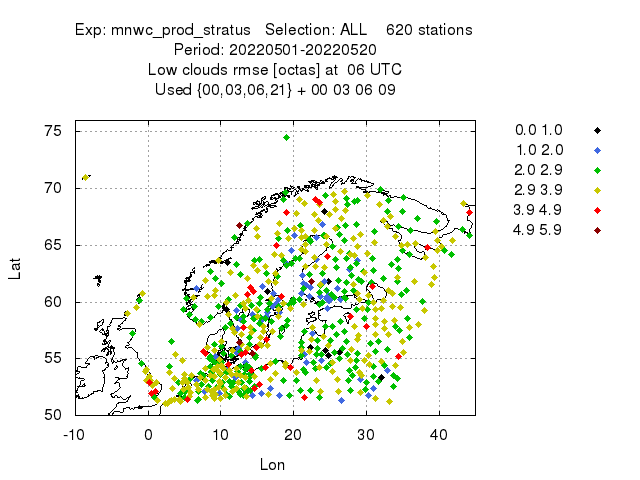 Exp: mnwc_prod_stratus Selection: ALL 620 stations
Period: 20220501-20220520
Low clouds rmse [octas] at 06 UTC
Used {00,03,06,21} + 00 03 06 09
0.0 1.0
1.0 2.0
2.0 2.9
2.9 3.9
3.9 4.9
4.9 5.9
Lat
75
70
65
60
55
50
-10 0 10 20 30 40
Lon